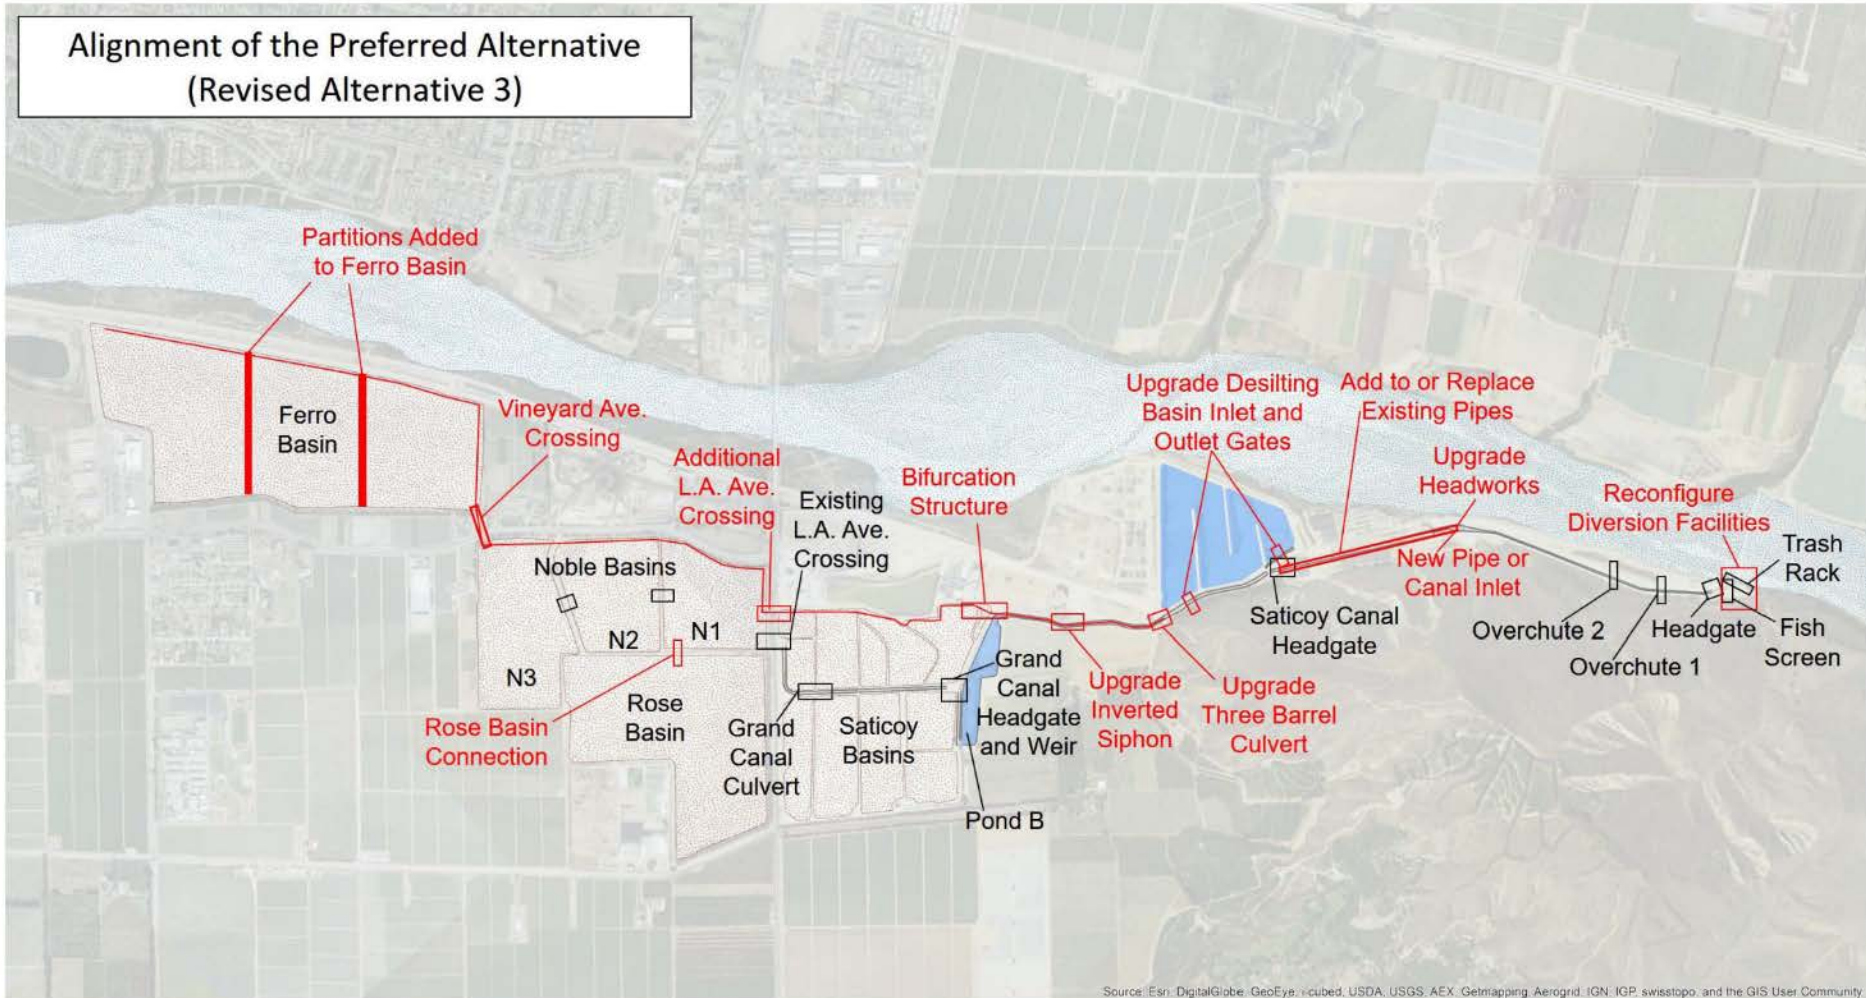 Alignment of the Preferred Alternative
(Revised Alternative 3)
Partitions Added
to Ferro Basin
Ferro
Basin
Vineyard Ave.
Crossing
Additional
L.A. Ave.
Crossing
Existing
L.A. Ave.
Crossing
Bifurcation
Structure
Upgrade Desilting
Basin Inlet and
Outlet Gates
Add to or Replace
Existing Pipes
Upgrade
Headworks
Reconfigure
Diversion Facilities
Trash
Rack
New Pipe or
Canal Inlet
Noble Basins
N1
N2
N3
Rose Basin
Connection
Rose
Basin
Grand
Canal
Culvert
Saticoy
Basins
Grand
Canal
Headgate
and Weir
Pond B
Upgrade
Inverted
Siphon
Upgrade
Three Barrel
Culvert
Saticoy Canal
Headgate
Overchute 2
Overchute 1
Headgate
Fish
Screen
Source: Esri, DigitalGlobe, GeoEye, i-cubed, USDA, USGS, AEX, Getmapping, Aerogrid, IGN, IGP, swisstopo, and the GIS User Community